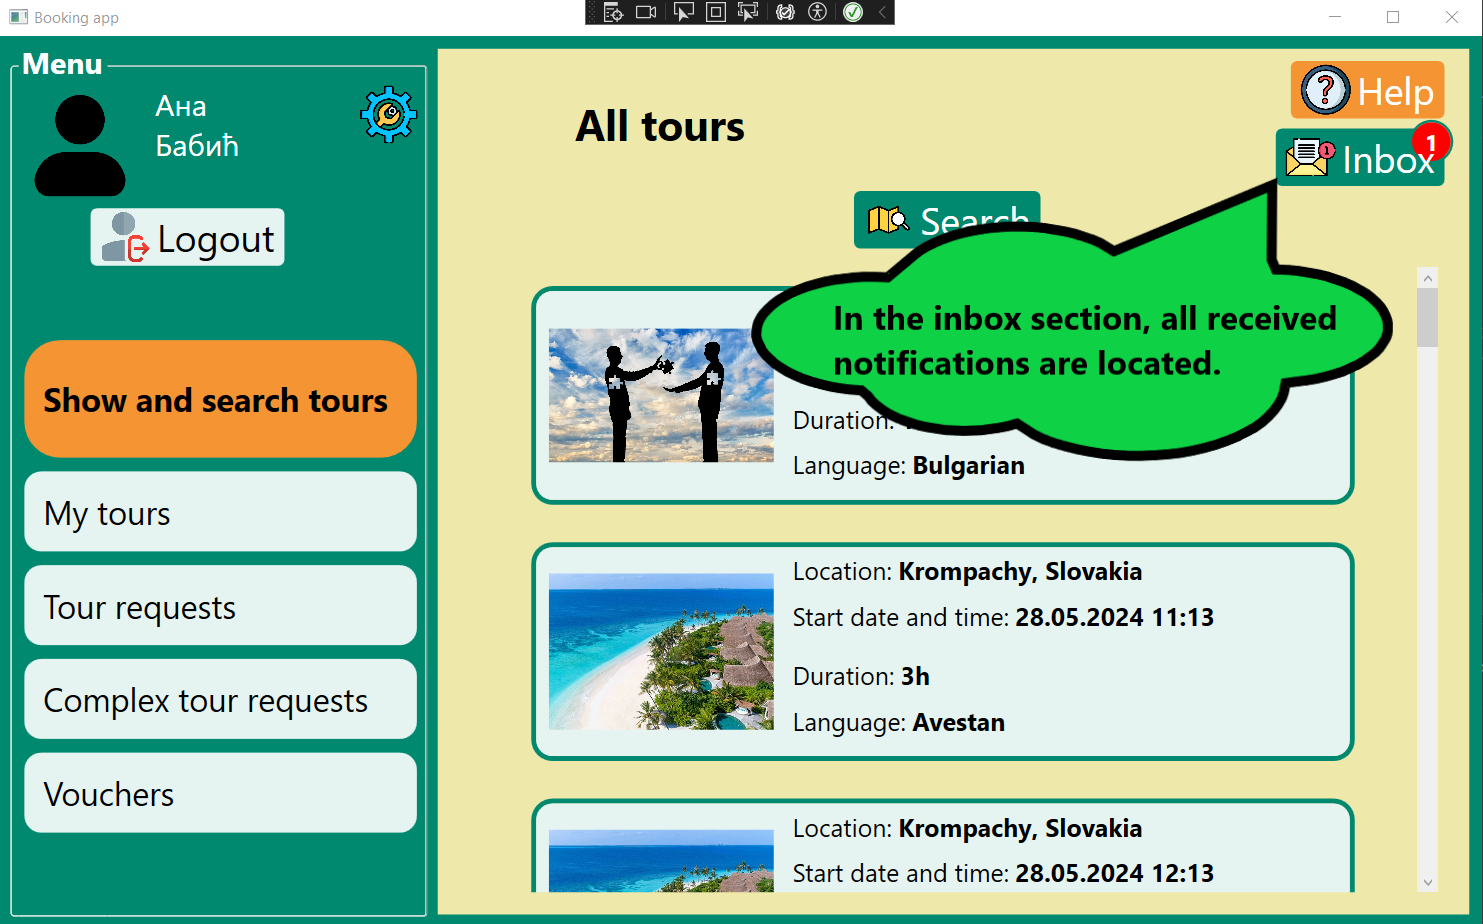 Booking app
Menu
Ана
Бабић
Logout
Show and search tours
My tours
Tour requests
Complex tour requests
Vouchers
All tours
Help
Inbox
1
1
Search
In the inbox section, all received
notifications are located.
Duration:
Language: Bulgarian
Location: Krompachy, Slovakia
Start date and time: 28.05.2024 11:13
Duration: 3h
Language: Avestan
Location: Krompachy, Slovakia
Start date and time: 28.05.2024 12:13